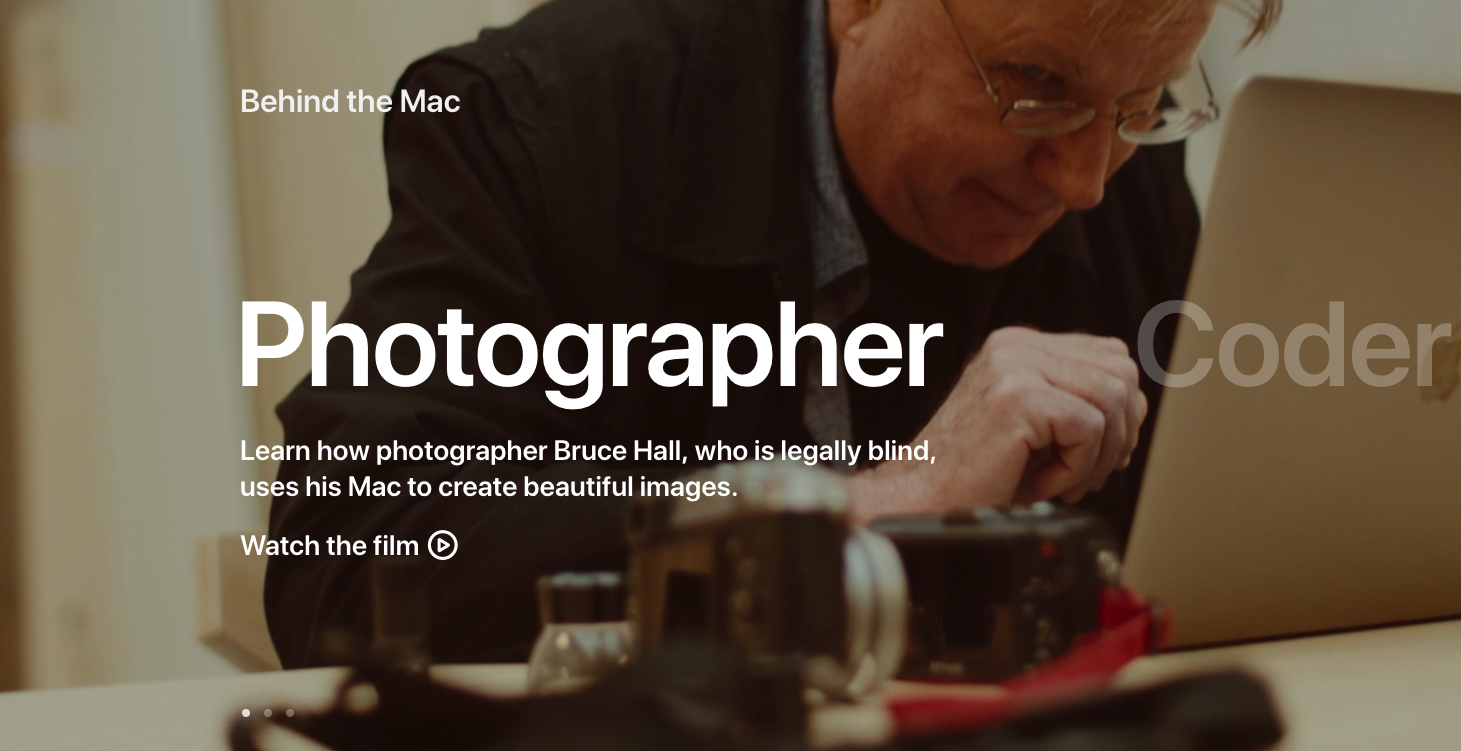 Behind the Mac
Photographer Coder
Learn how photographer Bruce Hall, who is legally blind,
uses his Mac to create beautiful images.
Watch the film